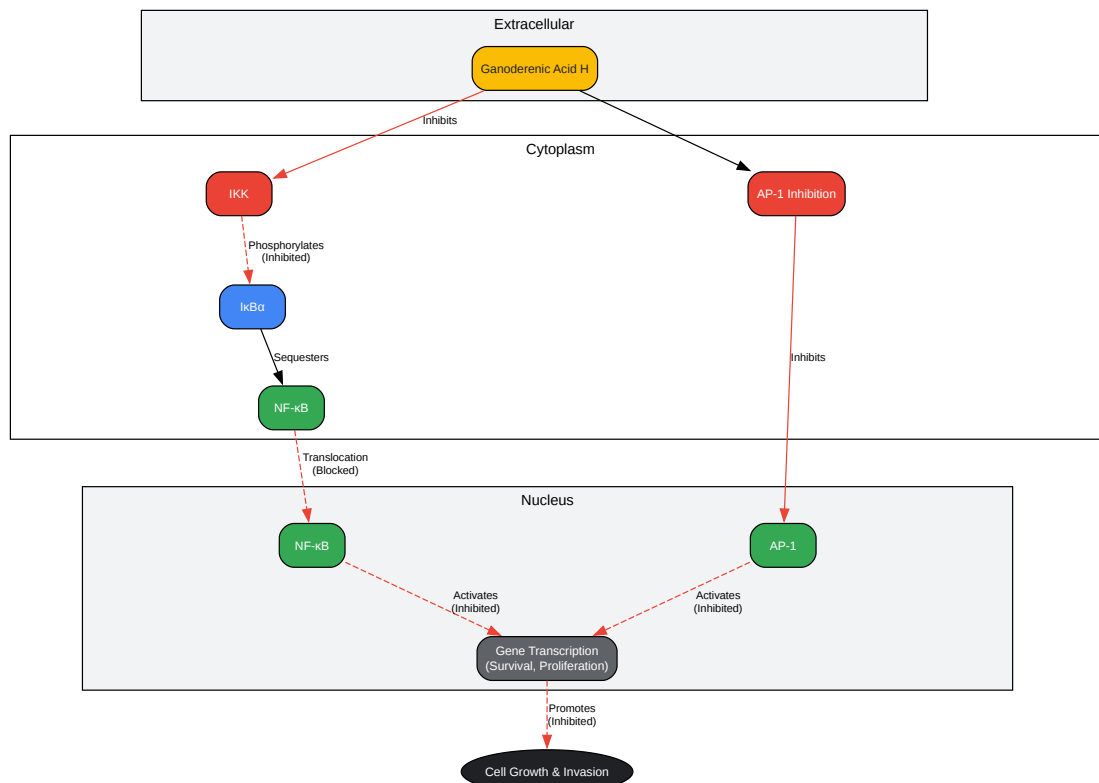 Extracellular
Ganoderenic Acid H
Inhibits
Cytoplasm
IKK
AP-1 Inhibition
Phosphorylates
(Inhibited)
IκBα
Sequesters
Inhibits
NF-κB
Translocation
(Blocked)
Nucleus
NF-κB
AP-1
Activates
(Inhibited)
Activates
(Inhibited)
Gene Transcription
(Survival, Proliferation)
Promotes
(Inhibited)
Cell Growth & Invasion